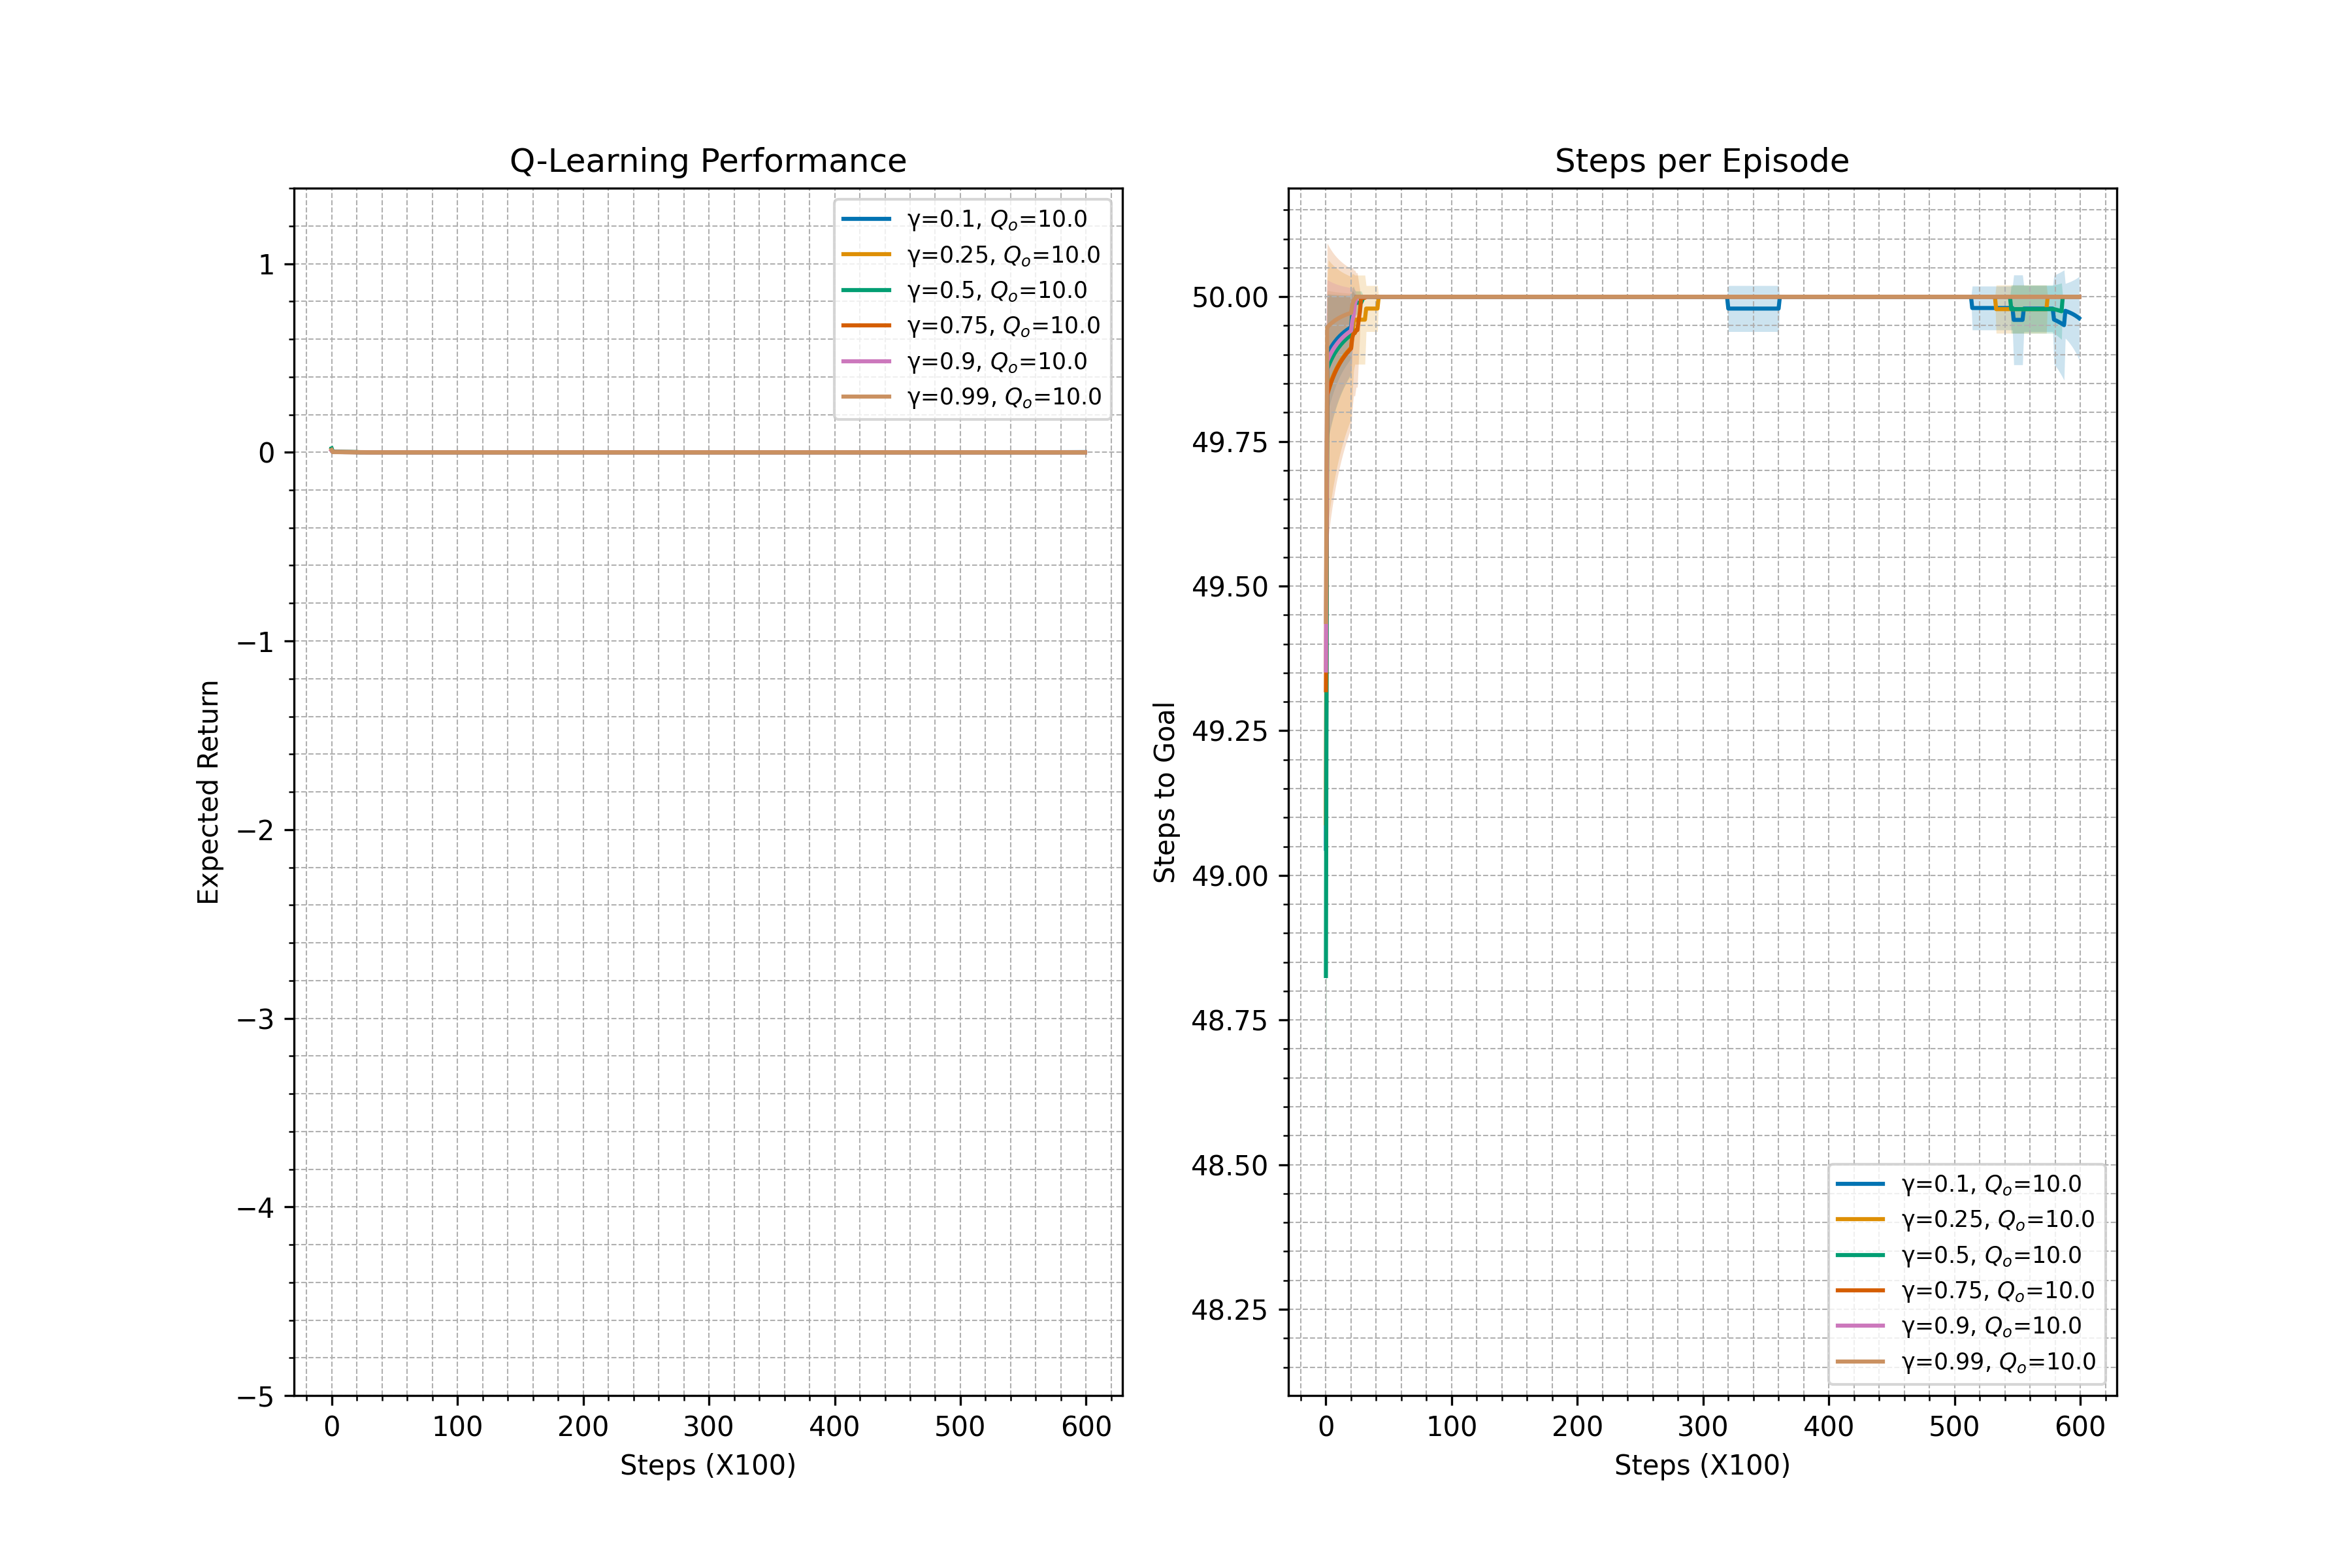 Q-Learning Performance
Expected Return
1
0
−1
−2
−3
−4
−5
0 100 200 300 400 500 600
Steps (X100)
γ=0.1, Qₒ=10.0
γ=0.25, Qₒ=10.0
γ=0.5, Qₒ=10.0
γ=0.75, Qₒ=10.0
γ=0.9, Qₒ=10.0
γ=0.99, Qₒ=10.0
Steps per Episode
Steps to Goal
50.00
49.75
49.50
49.25
49.00
48.75
48.50
48.25
0 100 200 300 400 500 600
Steps (X100)
γ=0.1, Qₒ=10.0
γ=0.25, Qₒ=10.0
γ=0.5, Qₒ=10.0
γ=0.75, Qₒ=10.0
γ=0.9, Qₒ=10.0
γ=0.99, Qₒ=10.0